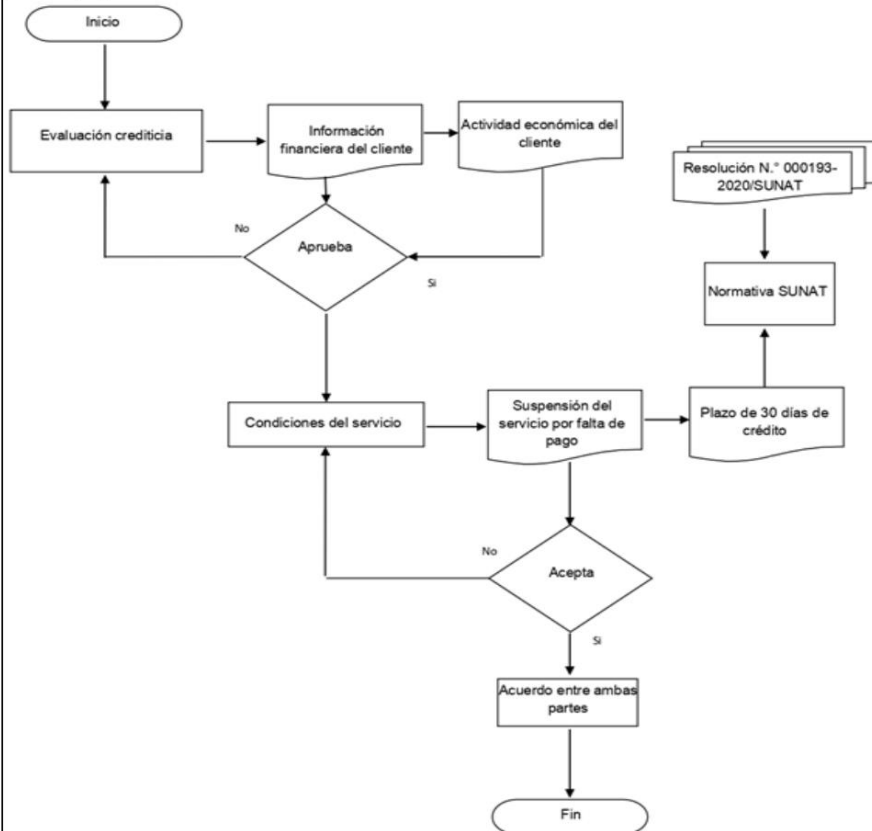 Inicio
Evaluación crediticia
Información
financiera del cliente
Actividad económica del
cliente
Resolución N.° 000193-
2020/SUNAT
No
Aprueba
Si
Normativa SUNAT
Condiciones del servicio
Suspensión del
servicio por falta de
pago
Plazo de 30 días de
crédito
No
Acepta
Si
Acuerdo entre ambas
partes
Fin